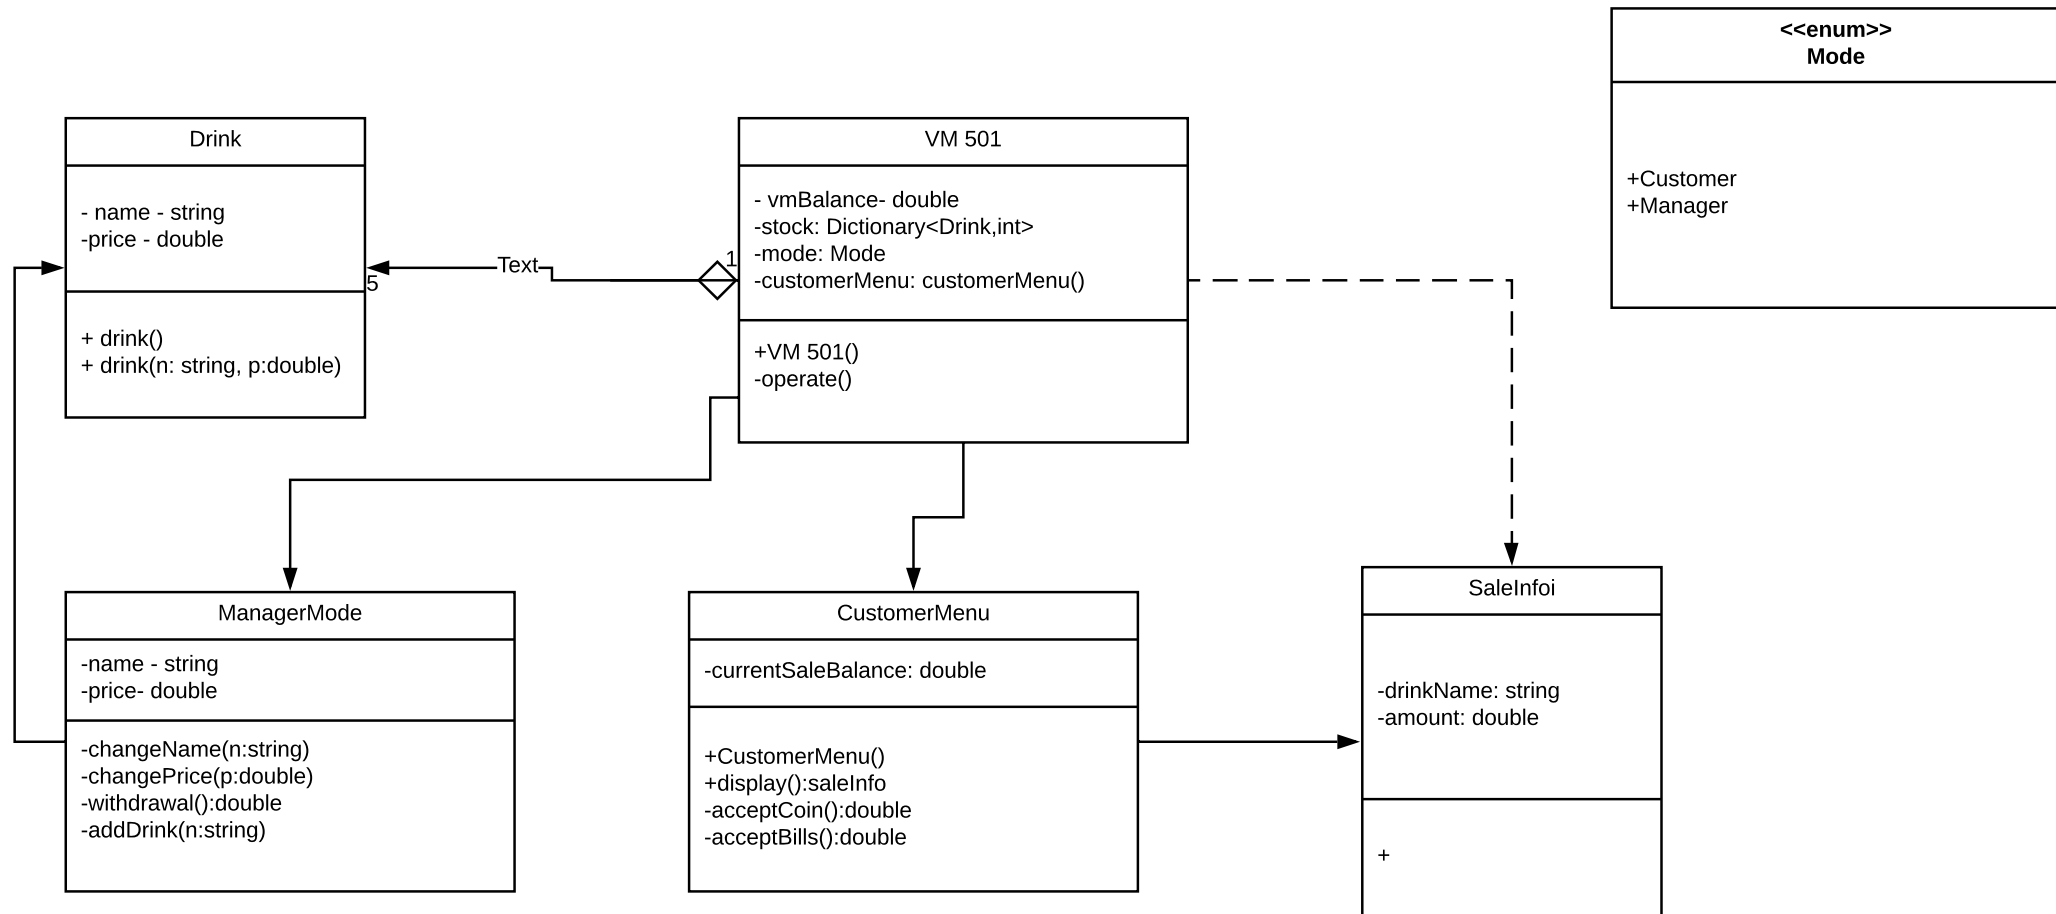 <<enum>>
Mode
+Customer
+Manager
Drink
- name - string
-price - double
+ drink()
+ drink(n: string, p:double)
Text
5
1
VM 501
- vmBalance- double
-stock: Dictionary<Drink,int>
-mode: Mode
-customerMenu: customerMenu()
+VM 501()
-operate()
ManagerMode
-name - string
-price- double
-changeName(n:string)
-changePrice(p:double)
-withdrawal():double
-addDrink(n:string)
CustomerMenu
-currentSaleBalance: double
+CustomerMenu()
+display():saleInfo
-acceptCoin():double
-acceptBills():double
SaleInfoi
-drinkName: string
-amount: double
+